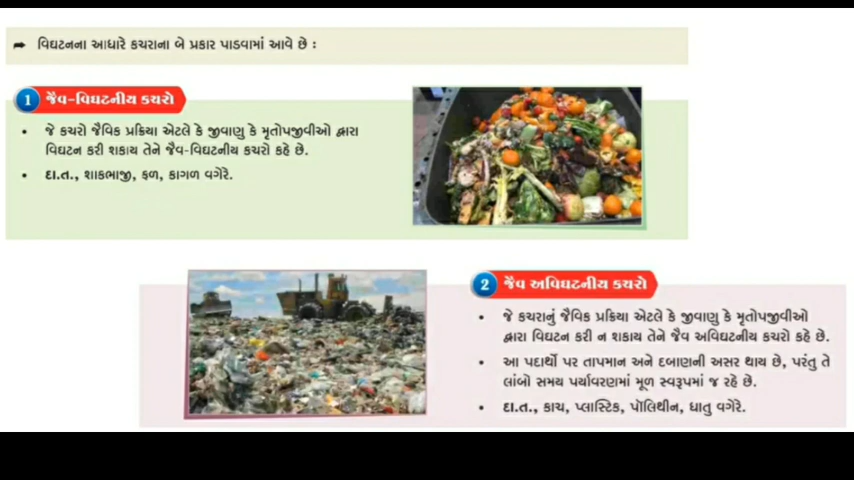 ➡ વિઘટનના આધારે કચરાના બે પ્રકાર પાડવામાં આવે છે :
1 જૈવ-વિઘટનીય કચરો
• જે કચરો જૈવિક પ્રક્રિયા એટલે કે જીવાણુ કે મૃતોપજીવીઓ દ્વારા
વિઘટન કરી શકાય તેને જૈવ-વિઘટનીય કચરો કહે છે.
• દા.ત., શાકભાજી, ફળ, કાગળ વગેરે.
2 જૈવ અવિઘટનીય કચરો
• જે કચરાનું જૈવિક પ્રક્રિયા એટલે કે જીવાણુ કે મૃતોપજીવીઓ
દ્વારા વિઘટન કરી ન શકાય તેને જૈવ અવિઘટનીય કચરો કહે છે.
• આ પદાર્થો પર તાપમાન અને દબાણની અસર થાય છે, પરંતુ તે
લાંબો સમય પર્યાવરણમાં મૂળ સ્વરૂપમાં જ રહે છે.
• દા.ત., કાચ, પ્લાસ્ટિક, પૉલિથીન, ધાતુ વગેરે.